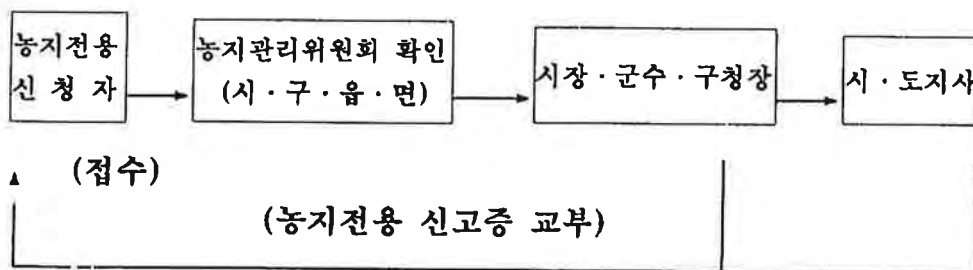 농지전용
신 청 자
농지관리위원회 확인
(시·구·읍·면)
시장·군수·구청장
시·도지사
(접수)
(농지전용 신고증 교부)